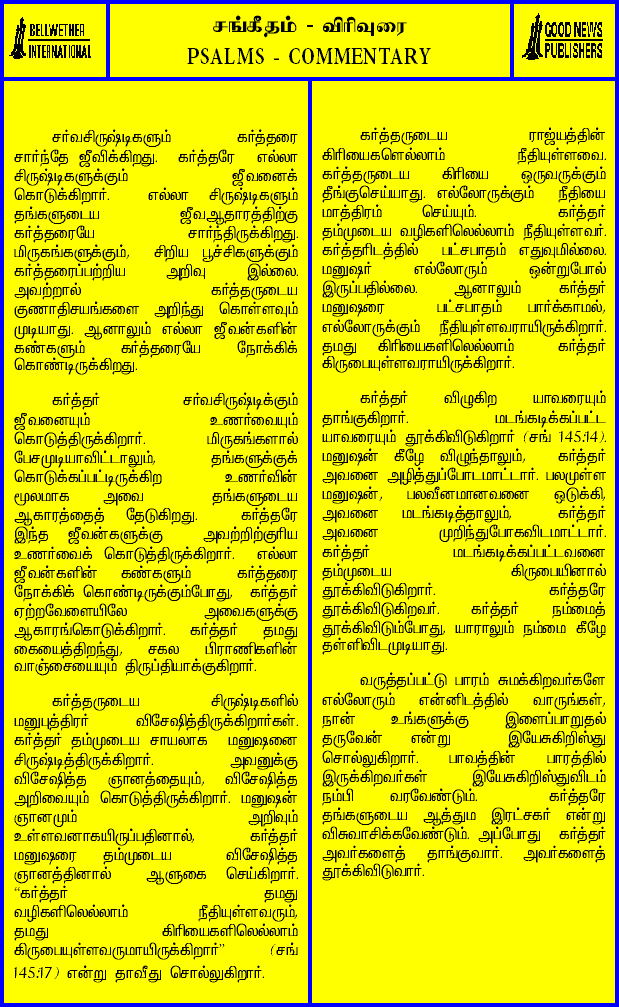 BELLWETHER
INTERNATIONAL
சங்கீதம் - விரிவுரை
PSALMS - COMMENTARY
GOOD NEWS
PUBLISHERS
சர்வசிருஷ்டிகளும் கர்த்தரை
சார்ந்தே ஜீவிக்கிறது. கர்த்தரே எல்லா
சிருஷ்டிகளுக்கும் ஜீவனைக்
கொடுக்கிறார். எல்லா சிருஷ்டிகளும்
தங்களுடைய ஜீவஆதாரத்திற்கு
கர்த்தரையே சார்ந்திருக்கிறது.
மிருகங்களுக்கும், சிறிய பூச்சிகளுக்கும்
கர்த்தரைப்பற்றிய அறிவு இல்லை.
அவற்றால் கர்த்தருடைய
குணாதிசயங்களை அறிந்து கொள்ளவும்
முடியாது. ஆனாலும் எல்லா ஜீவன்களின்
கண்களும் கர்த்தரையே நோக்கிக்
கொண்டிருக்கிறது.
கர்த்தர் சர்வசிருஷ்டிக்கும்
ஜீவனையும் உணர்வையும்
கொடுத்திருக்கிறார். மிருகங்களால்
பேசமுடியாவிட்டாலும், தங்களுக்குக்
கொடுக்கப்பட்டிருக்கிற உணர்வின்
மூலமாக அவை தங்களுடைய
ஆகாரத்தைத் தேடுகிறது. கர்த்தரே
இந்த ஜீவன்களுக்கு அவற்றிற்குரிய
உணர்வைக் கொடுத்திருக்கிறார். எல்லா
ஜீவன்களின் கண்களும் கர்த்தரை
நோக்கிக் கொண்டிருக்கும்போது, கர்த்தர்
ஏற்றவேளையிலே அவைகளுக்கு
ஆகாரங்கொடுக்கிறார். கர்த்தர் தமது
கையைத்திறந்து, சகல பிராணிகளின்
வாஞ்சையையும் திருப்தியாக்குகிறார்.
கர்த்தருடைய சிருஷ்டிகளில்
மனுபுத்திரர் விசேஷித்திருக்கிறார்கள்.
கர்த்தர் தம்முடைய சாயலாக மனுஷனை
சிருஷ்டித்திருக்கிறார். அவனுக்கு
விசேஷித்த ஞானத்தையும், விசேஷித்த
அறிவையும் கொடுத்திருக்கிறார். மனுஷன்
ஞானமும் அறிவும்
உள்ளவனாகயிருப்பதினால், கர்த்தர்
மனுஷரை தம்முடைய விசேஷித்த
ஞானத்தினால் ஆளுகை செய்கிறார்.
“கர்த்தர் தமது
வழிகளிலெல்லாம் நீதியுள்ளவரும்,
தமது கிரியைகளிலெல்லாம்
கிருபையுள்ளவருமாயிருக்கிறார்” (சங்
145:17) என்று தாவீது சொல்லுகிறார்.
கர்த்தருடைய ராஜ்யத்தின்
கிரியைகளெல்லாம் நீதியுள்ளவை.
கர்த்தருடைய கிரியை ஒருவருக்கும்
தீங்குசெய்யாது. எல்லோருக்கும் நீதியை
மாத்திரம் செய்யும். கர்த்தர்
தம்முடைய வழிகளிலெல்லாம் நீதியுள்ளவர்.
கர்த்தரிடத்தில் பட்சபாதம் எதுவுமில்லை.
மனுஷர் எல்லோரும் ஒன்றுபோல்
இருப்பதில்லை. ஆனாலும் கர்த்தர்
மனுஷரை பட்சபாதம் பார்க்காமல்,
எல்லோருக்கும் நீதியுள்ளவராயிருக்கிறார்.
தமது கிரியைகளிலெல்லாம் கர்த்தர்
கிருபையுள்ளவராயிருக்கிறார்.
கர்த்தர் விழுகிற யாவரையும்
தாங்குகிறார். மடங்கடிக்கப்பட்ட
யாவரையும் தூக்கிவிடுகிறார் (சங் 145:14).
மனுஷன் கீழே விழுந்தாலும், கர்த்தர்
அவனை அழித்துப்போடமாட்டார். பலமுள்ள
மனுஷன், பலவீனமானவனை ஒடுக்கி,
அவனை மடங்கடித்தாலும், கர்த்தர்
அவனை முறிந்துபோகவிடமாட்டார்.
கர்த்தர் மடங்கடிக்கப்பட்டவனை
தம்முடைய கிருபையினால்
தூக்கிவிடுகிறார். கர்த்தரே
தூக்கிவிடுகிறவர். கர்த்தர் நம்மைத்
தூக்கிவிடும்போது, யாராலும் நம்மை கீழே
தள்ளிவிடமுடியாது.
வருத்தப்பட்டு பாரம் சுமக்கிறவர்களே
எல்லோரும் என்னிடத்தில் வாருங்கள்,
நான் உங்களுக்கு இளைப்பாறுதல்
தருவேன் என்று இயேசுகிறிஸ்து
சொல்லுகிறார். பாவத்தின் பாரத்தில்
இருக்கிறவர்கள் இயேசுகிறிஸ்துவிடம்
நம்பி வரவேண்டும். கர்த்தரே
தங்களுடைய ஆத்தும இரட்சகர் என்று
விசுவாசிக்கவேண்டும். அப்போது கர்த்தர்
அவர்களைத் தாங்குவார். அவர்களைத்
தூக்கிவிடுவார்.